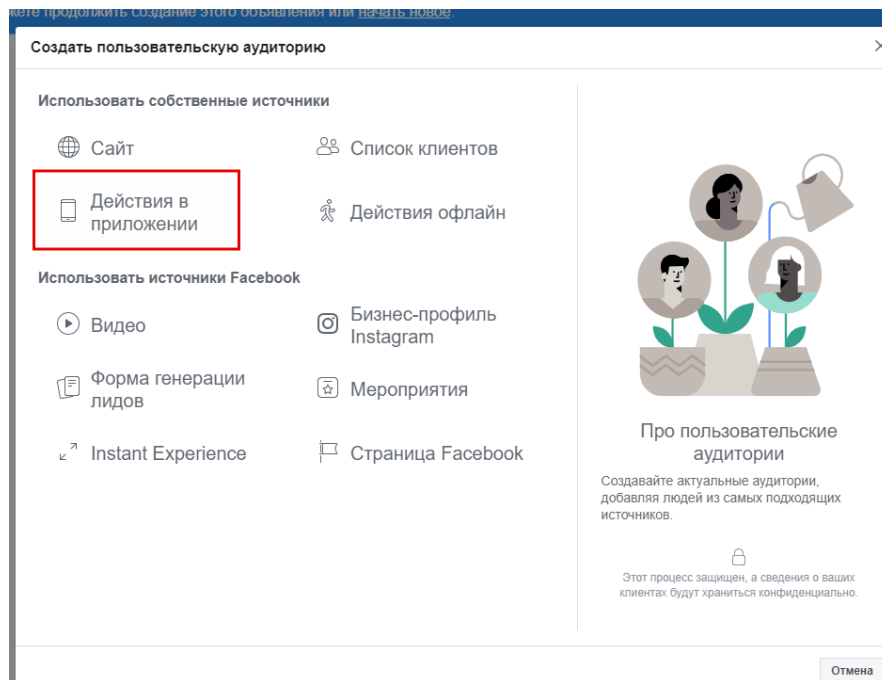 жете продолжить создание этого объявления или начать новое.
Создать пользовательскую аудиторию
Использовать собственные источники
Сайт
Список клиентов
Действия в
приложении
Действия офлайн
Использовать источники Facebook
Видео
Бизнес-профиль
Instagram
Форма генерации
лидов
Мероприятия
Instant Experience
Страница Facebook
Про пользовательские
аудитории
Создавайте актуальные аудитории,
добавляя людей из самых подходящих
источников.
Этот процесс защищен, а сведения о ваших
клиентах будут храниться конфиденциально.
Отмена